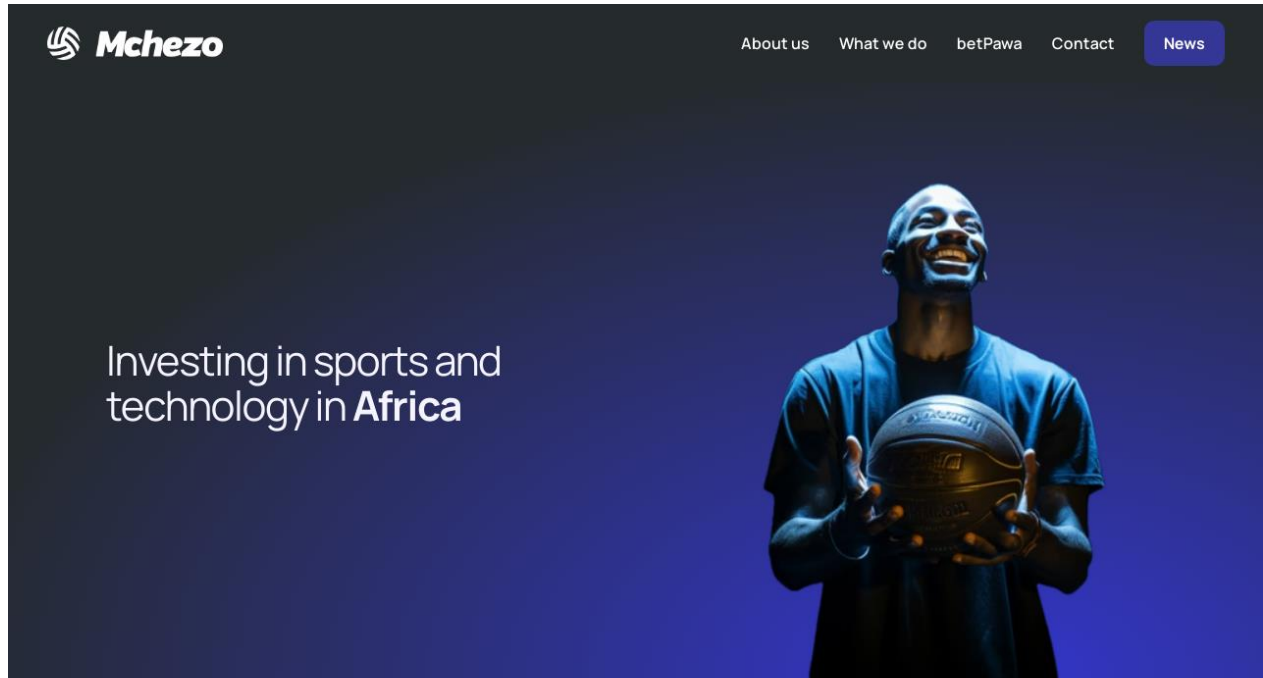 Mchezo
About us
What we do
betPawa
Contact
News
Investing in sports and
technology in Africa